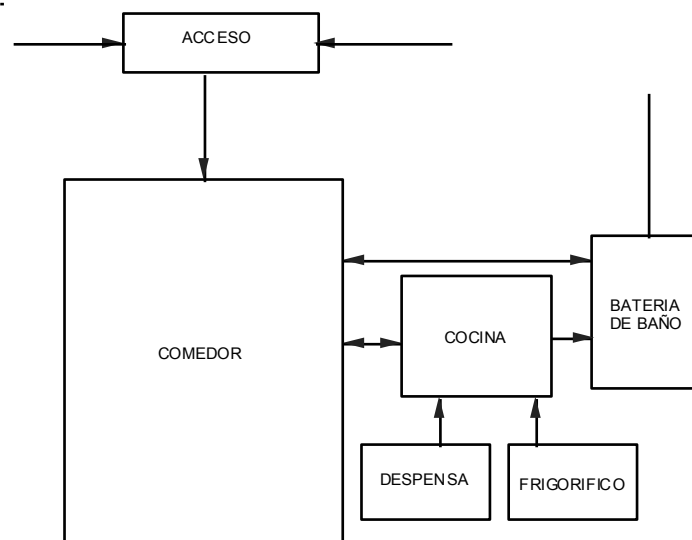 ACCESO
BATERIA
DE BAÑO
COCINA
COMEDOR
DESPENSA
FRIGORIFICO